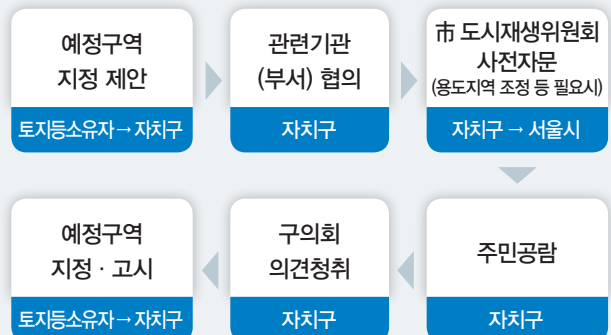 예정구역
지정 제안
토지등소유자→자치구
관련기관
(부서) 협의
자치구
市 도시재생위원회
사전자문
(용도지역 조정 등 필요시)
자치구 → 서울시
주민공람
자치구
구의회
의견청취
자치구
예정구역
지정 · 고시
토지등소유자→자치구